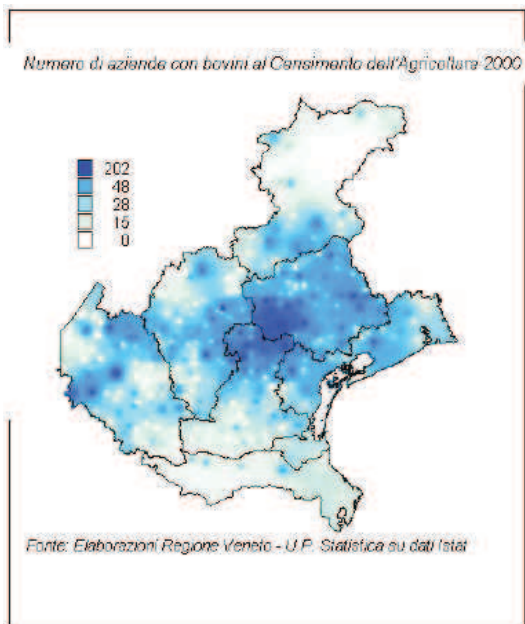 Numero di aziende con bovini al Censimento dell'Agricoltura 2000
202
48
28
15
0
Fonte: Elaborazioni Regione Veneto - U.P. Statistica su dati Istat